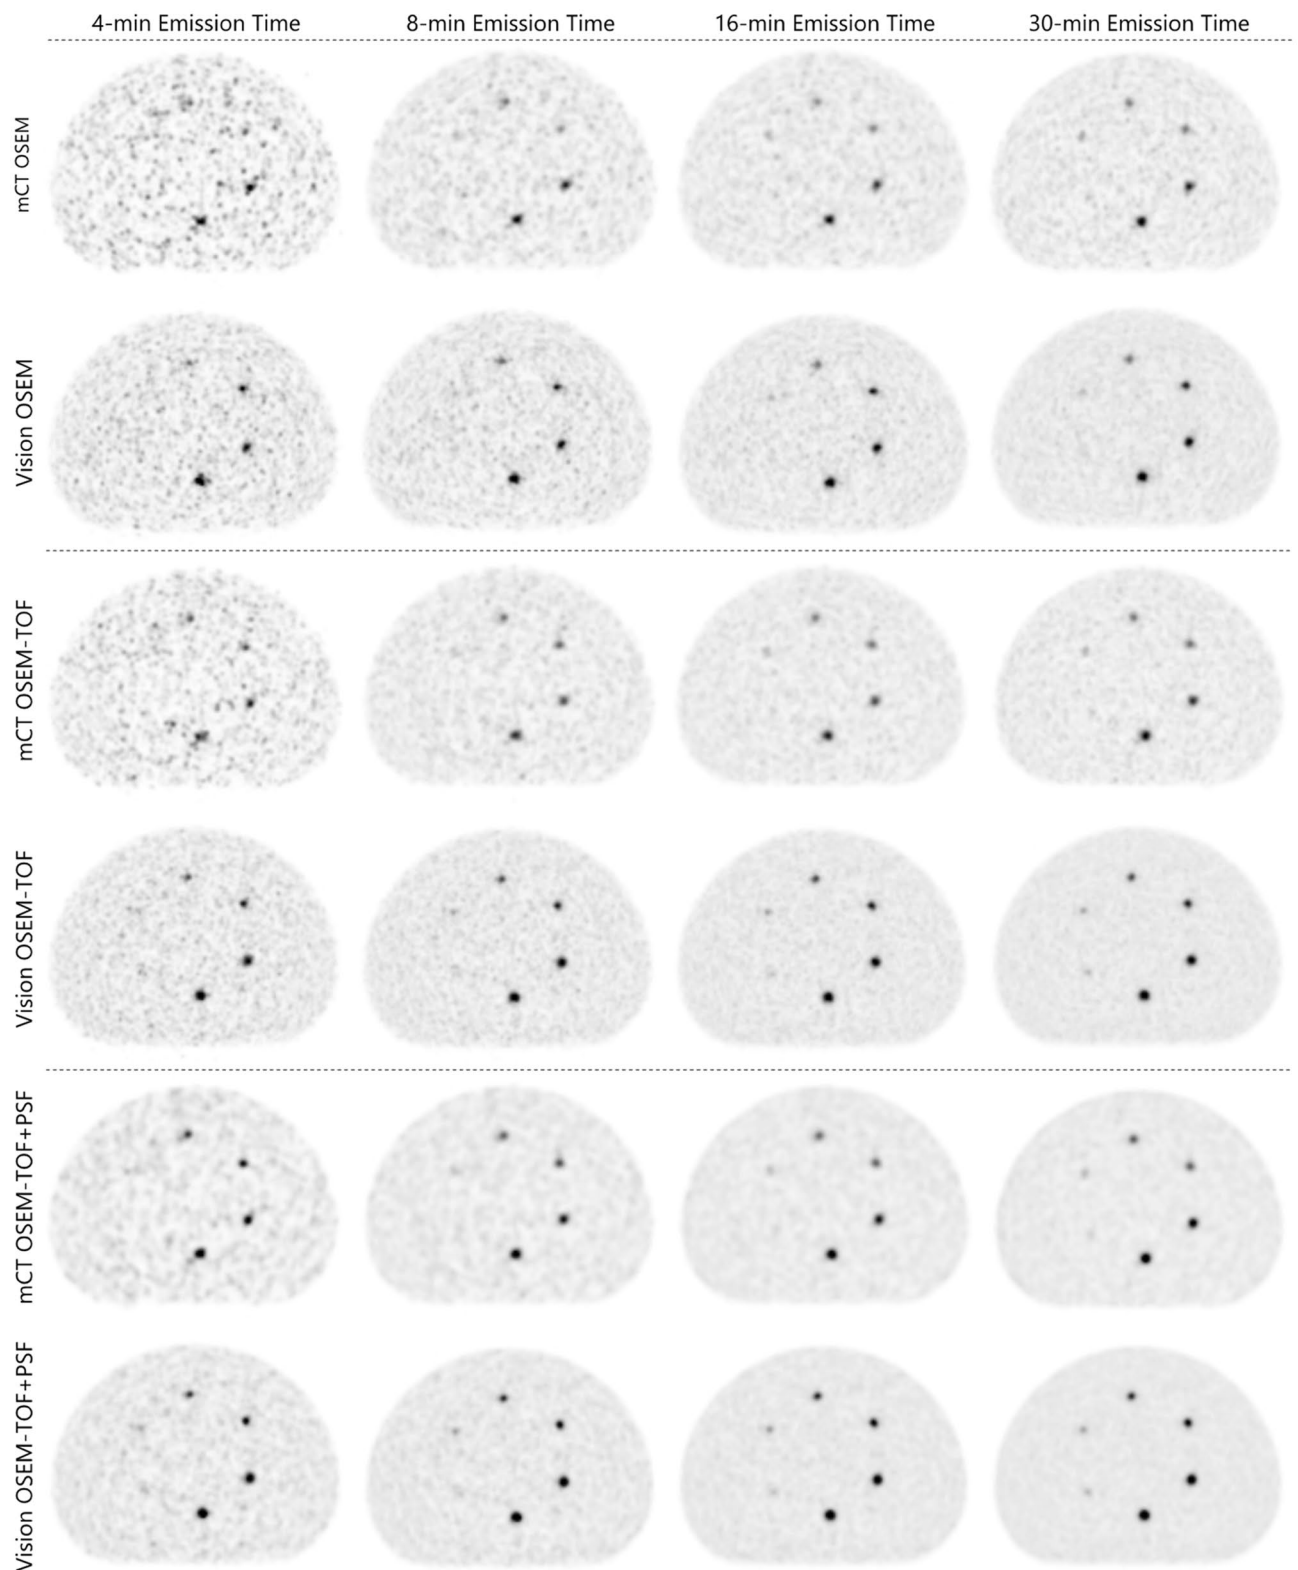 4-min Emission Time
8-min Emission Time
16-min Emission Time
30-min Emission Time
mCT OSEM
Vision OSEM
mCT OSEM-TOF
Vision OSEM-TOF
mCT OSEM-TOF+PSF
Vision OSEM-TOF+PSF